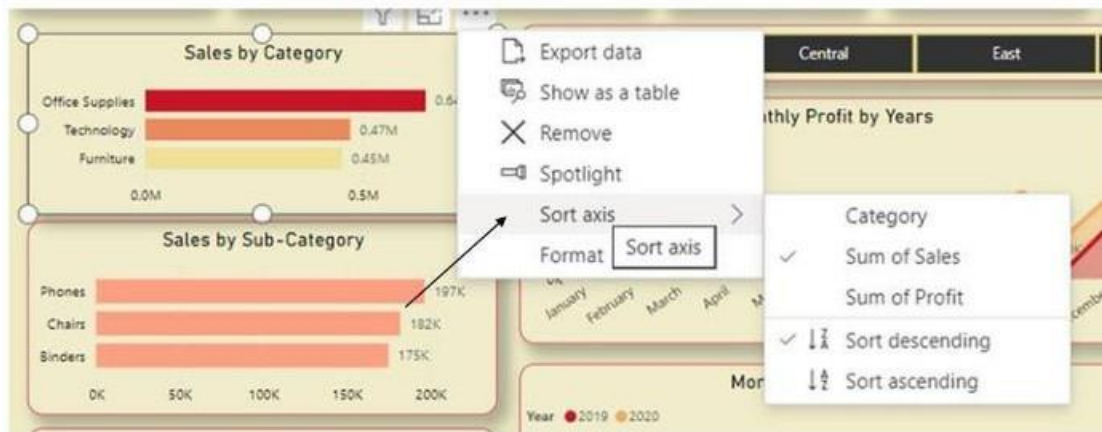 Sales by Category
Office Supplies
Technology 0.47M
Furniture 0.45M
0.0M 0.5M
Sales by Sub-Category
Phones 197K
Chairs 182K
Binders 175K
0K 50K 100K 150K 200K
Export data
Show as a table
Remove
Spotlight
Sort axis
Format
Sort axis
Central East
Profit by Years
January February March April
Category
Sum of Sales
Sum of Profit
Sort descending
Sort ascending
Year 2019 2020